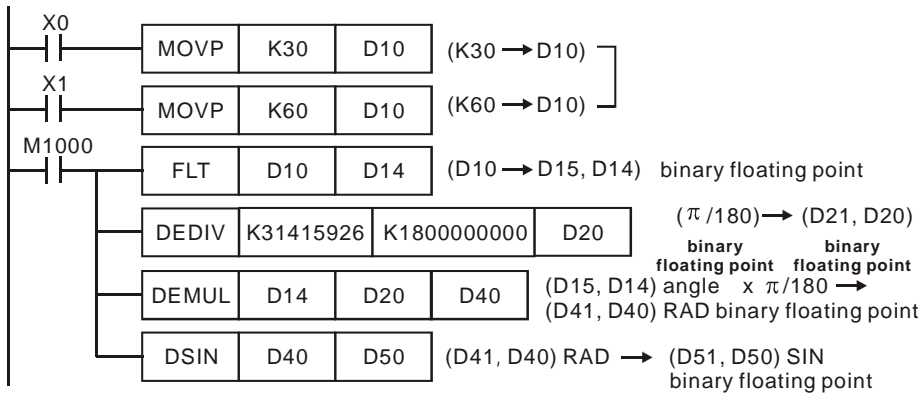 X0
MOVP K30 D10 (K30 → D10)
X1
MOVP K60 D10 (K60 → D10)
M1000
FLT D10 D14 (D10 → D15, D14) binary floating point
DEDIV K31415926 K1800000000 D20 (π/180) → (D21, D20)
binary floating point binary floating point
DEMUL D14 D20 D40 (D15, D14) angle x π/180 →
(D41, D40) RAD binary floating point
DSIN D40 D50 (D41, D40) RAD → (D51, D50) SIN
binary floating point